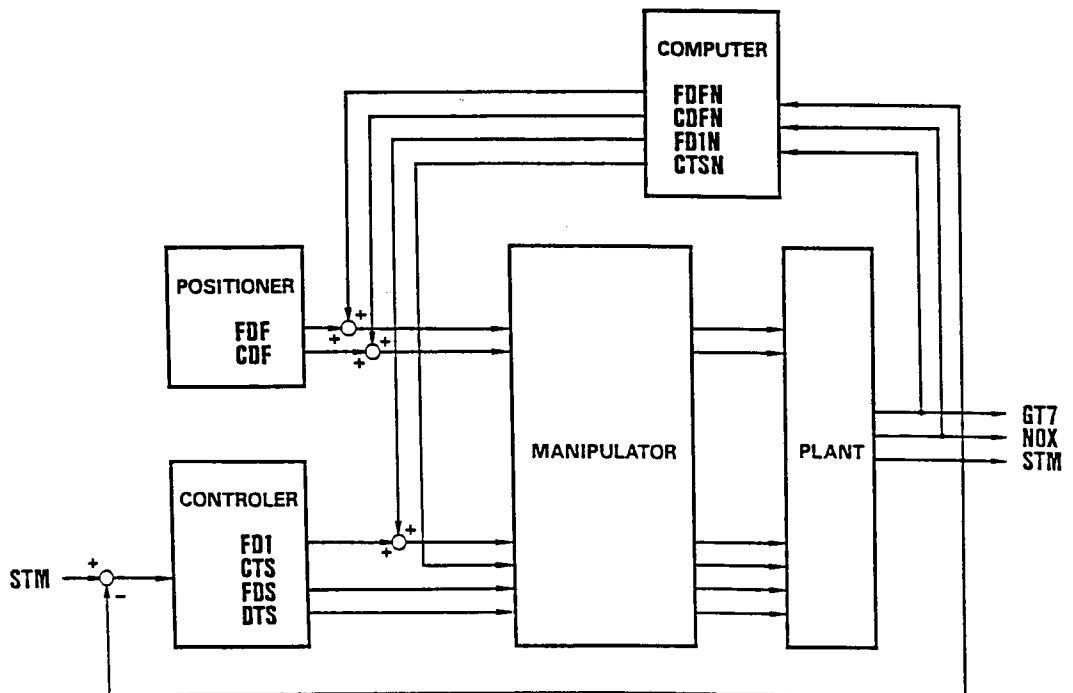 COMPUTER
FDFN
CDFN
FD1N
CTSN
POSITIONER
FDF
CDF
+
+
+
+
MANIPULATOR
PLANT
GT7
NOX
STM
CONTROLER
FD1
CTS
FDS
DTS
+
+
STM
+
-